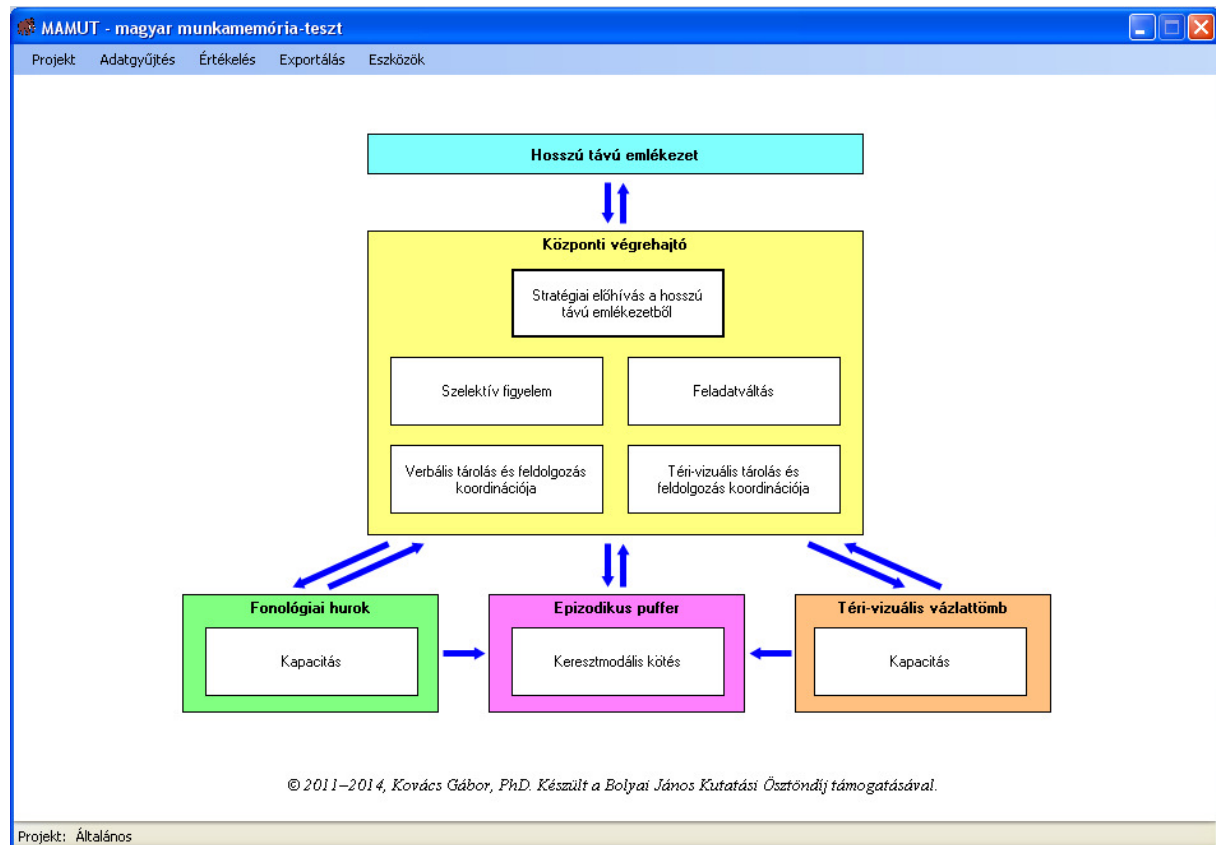 MAMUT - magyar munkamemória-teszt
Projekt Adatgyűjtés Értékelés Exportálás Eszközök
Hosszú távú emlékezet
Központi végrehajtó
Stratégiai előhívás a hosszú
távú emlékezetből
Szelektív figyelem
Feladatváltás
Verbális tárolás és feldolgozás
koordinációja
Téri-vizuális tárolás és
feldolgozás koordinációja
Fonológiai hurok
Kapacitás
Epizodikus puffer
Keresztmodális kötés
Téri-vizuális vázlattömb
Kapacitás
© 2011–2014, Kovács Gábor, PhD. Készült a Bolyai János Kutatási Ösztöndíj támogatásával.
Projekt: Általános